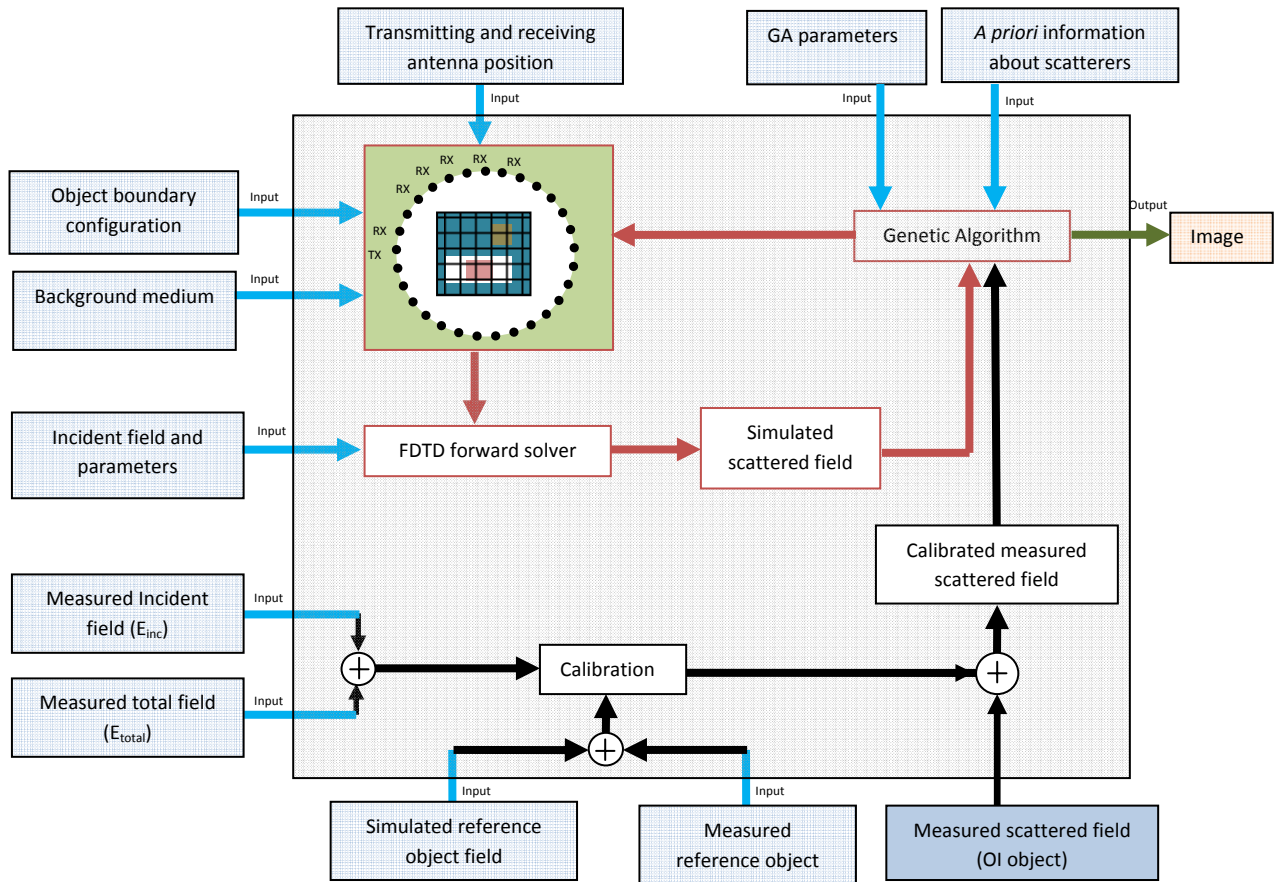 Transmitting and receiving
antenna position
GA parameters
A priori information
about scatterers
Input
Input
Input
RX
RX
RX
RX
RX
RX
RX
TX
Object boundary
configuration
Input
Background medium
Input
Genetic Algorithm
Output
Image
Incident field and
parameters
Input
FDTD forward solver
Simulated
scattered field
Calibrated measured
scattered field
Measured Incident
field (Einc)
Input
Measured total field
(Etotal)
Input
Calibration
Input
Input
Simulated reference
object field
Measured
reference object
Measured scattered field
(OI object)